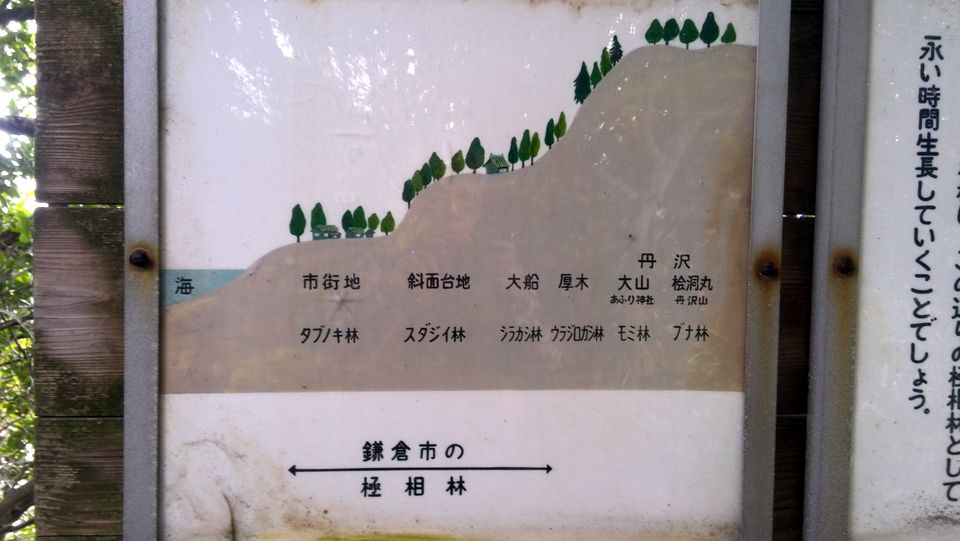 海
市街地
斜面台地
大船
厚木
丹沢
大山
あふり神社
桧洞丸
丹沢山
タブノキ林
スダジイ林
シラカシ林
ウラジロガシ林
モミ林
ブナ林
鎌倉市の
極相林
この辺りの極相林として
永い時間生長していくことでしょう。